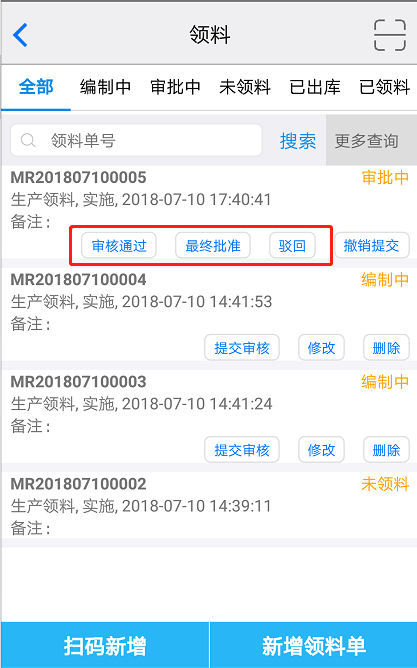 领料
全部 编制中 审批中 未领料 已出库 已领料
领料单号 搜索 更多查询
MR201807100005 审批中
生产领料, 实施, 2018-07-10 17:40:41
备注：
审核通过 最终批准 驳回 撤销提交
MR201807100004 编制中
生产领料, 实施, 2018-07-10 14:41:53
备注：
提交审核 修改 删除
MR201807100003 编制中
生产领料, 实施, 2018-07-10 14:41:24
备注：
提交审核 修改 删除
MR201807100002 未领料
生产领料, 实施, 2018-07-10 14:39:11
备注：
扫码新增 新增领料单